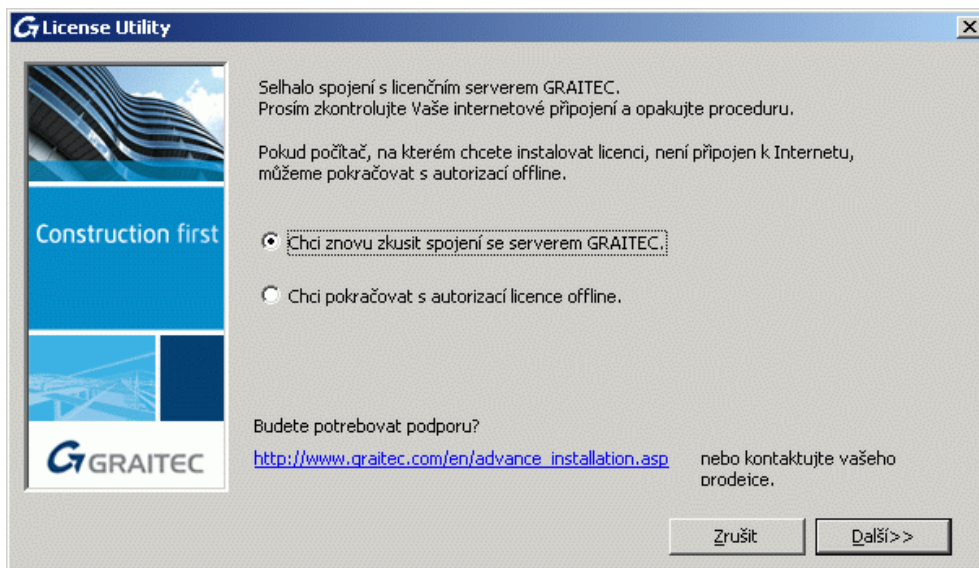 License Utility
Selhalo spojení s licenčním serverem GRAITEC.
Prosím zkontrolujte Vaše internetové připojení a opakujte proceduru.
Pokud počítač, na kterém chcete instalovat licenci, není připojen k Internetu,
můžeme pokračovat s autorizací offline.
Construction first
Chci znovu zkusit spojení se serverem GRAITEC.
Chci pokračovat s autorizací licence offline.
Budete potrebovat podporu?
http://www.graitec.com/en/advance_installation.asp nebo kontaktujte vašeho
prodejce.
GRAITEC
Zrušit Další>>